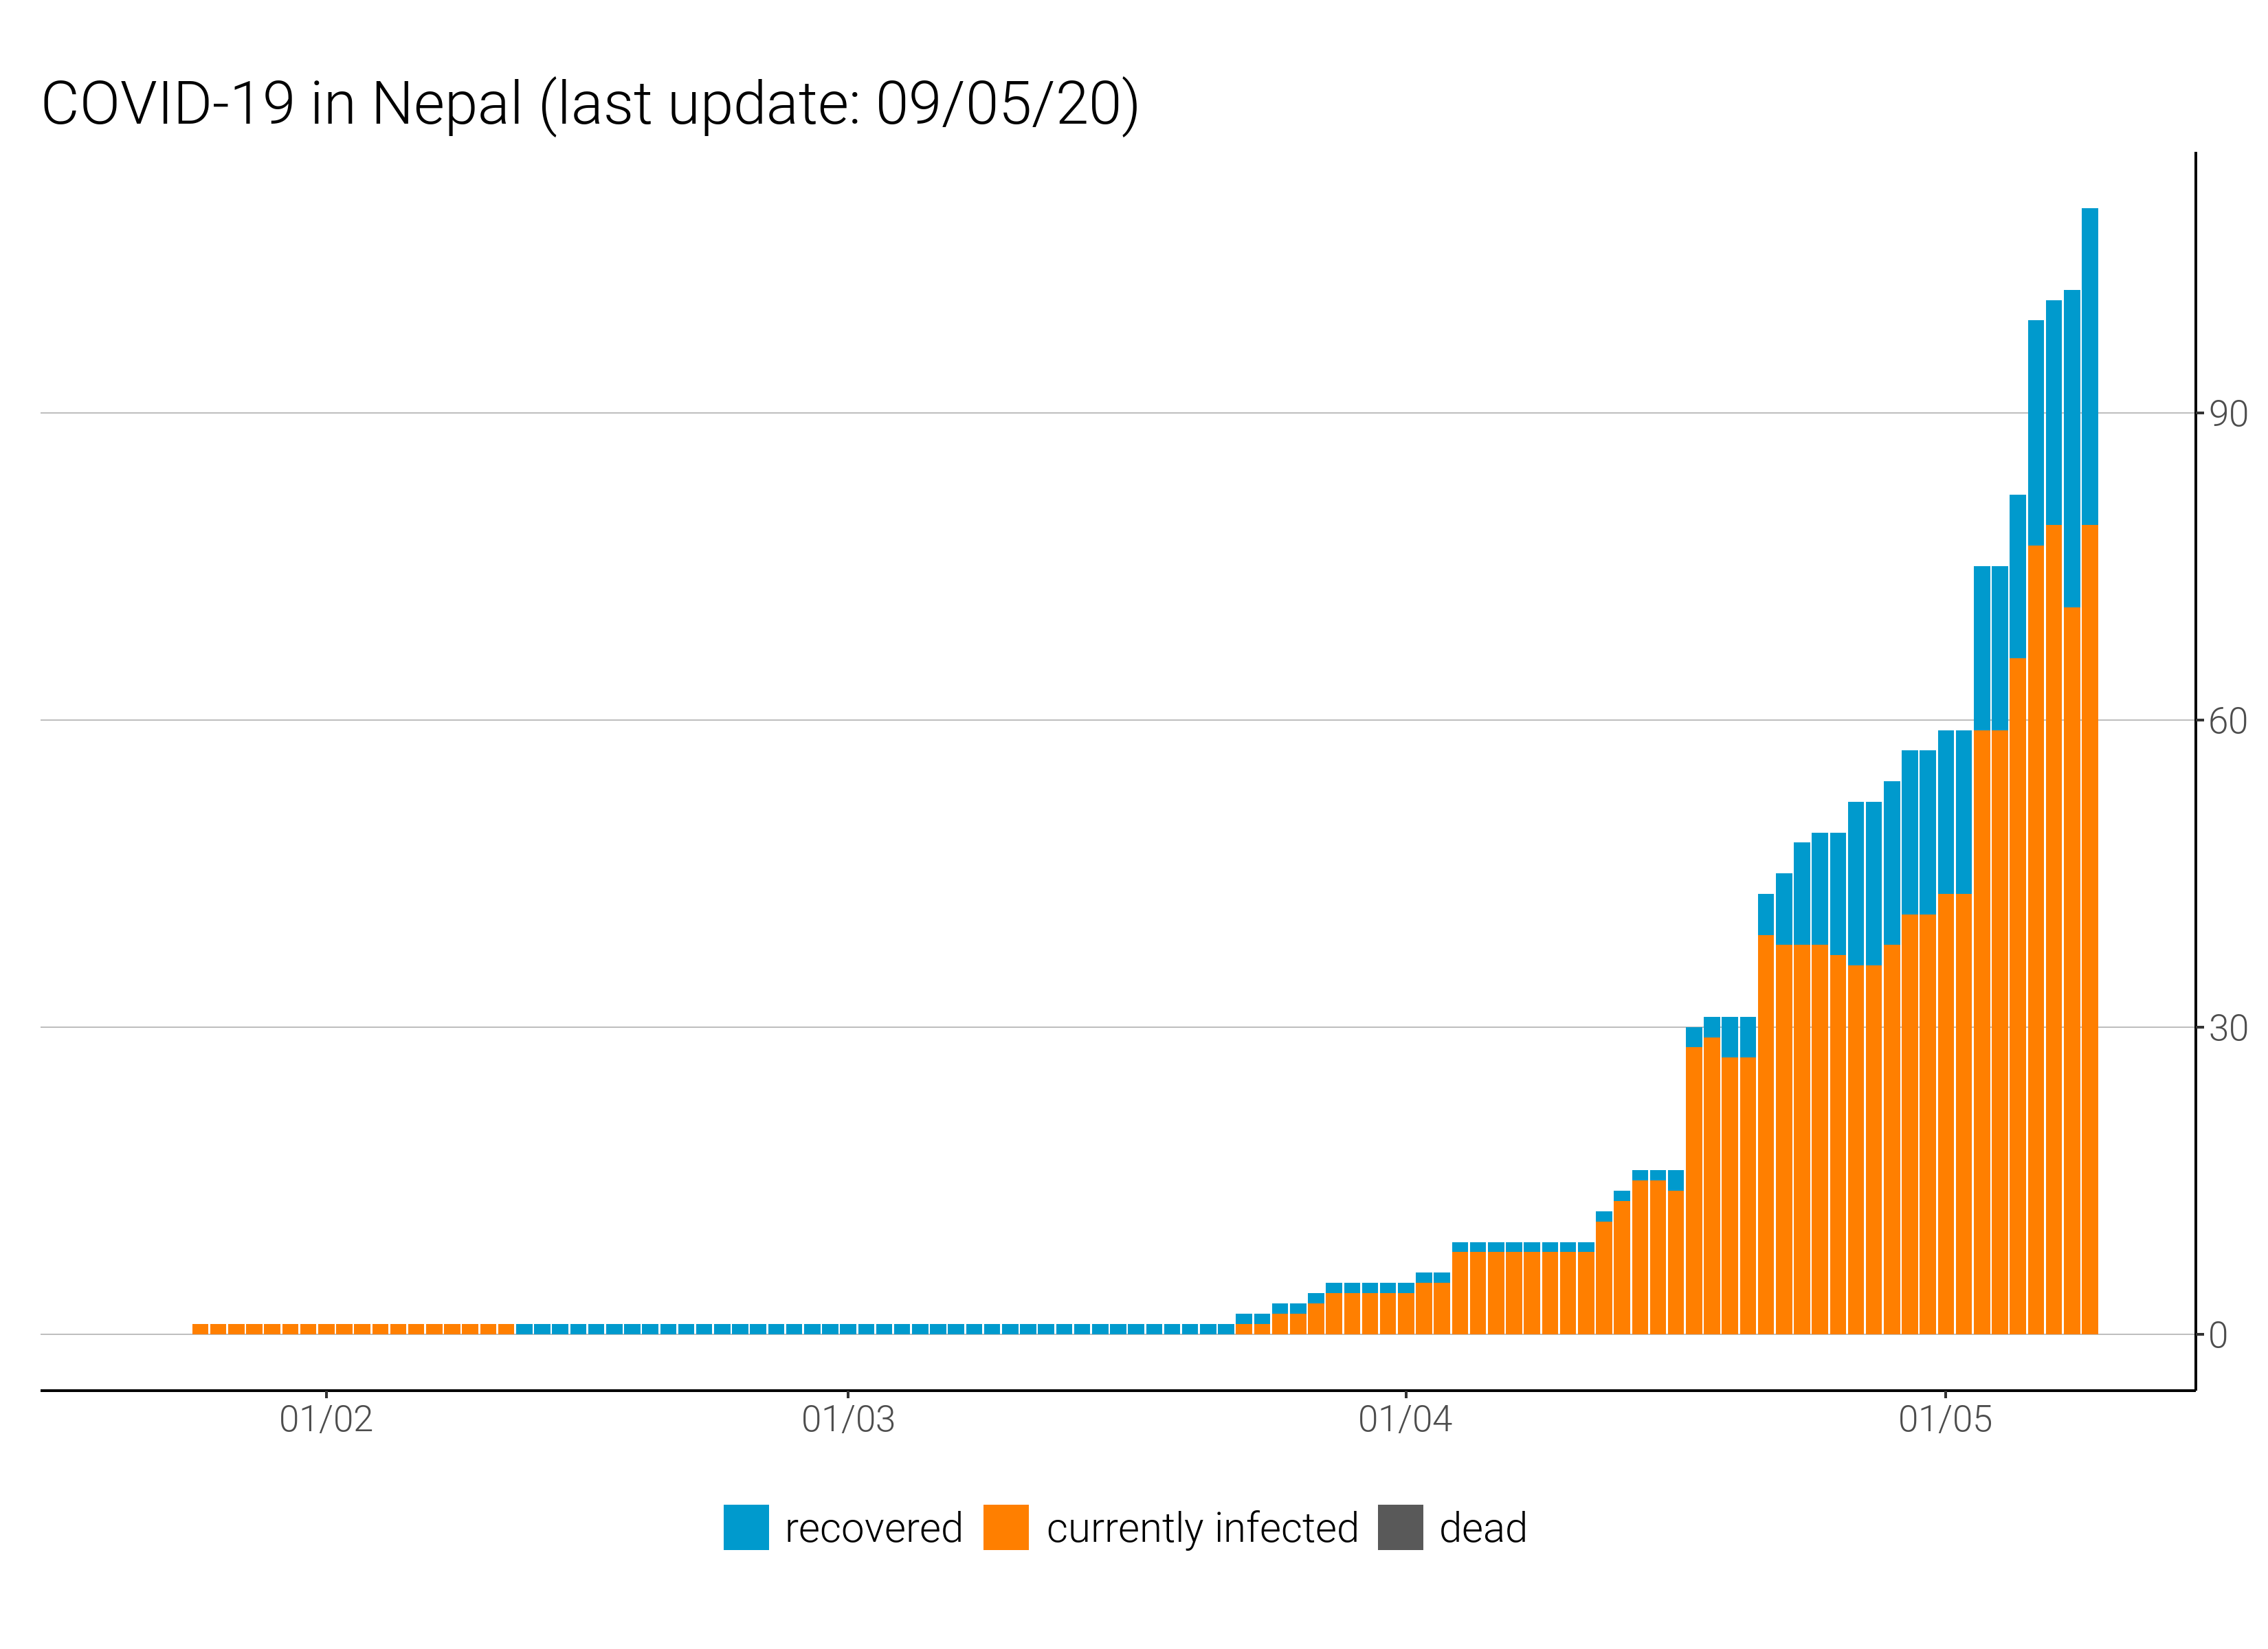 COVID-19 in Nepal (last update: 09/05/20)
90
60
30
0
01/02 01/03 01/04 01/05
recovered currently infected dead